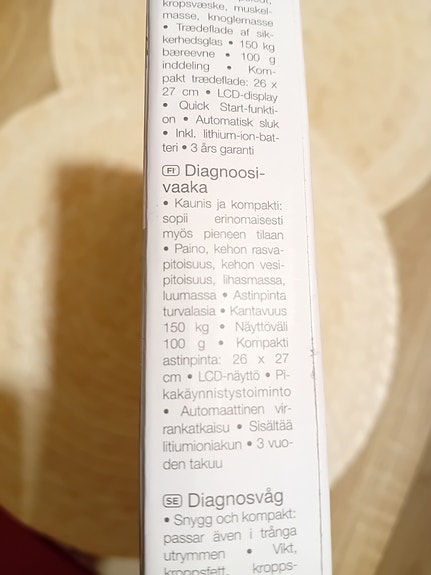 kropsvæske, muskel-
masse, knoglemasse
• Trædeflade af sik-
kerhedsglas • 150 kg
bæreevne • 100 g
inddeling • Kom-
pakt trædeflade: 26 x
27 cm • LCD-display
• Quick Start-funkti-
on • Automatisk sluk
• Inkl. lithium-ion-bat-
teri • 3 års garanti
FI Diagnoosi-
vaaka
• Kaunis ja kompakti:
sopii erinomaisesti
myös pieneen tilaan
• Paino, kehon rasva-
pitoisuus, kehon vesi-
pitoisuus, lihasmassa,
luumassa • Astinpinta
turvalasia • Kantavuus
150 kg • Näyttöväli
100 g • Kompakti
astinpinta: 26 x 27
cm • LCD-näyttö • Pi-
kakäynnistystoiminto
• Automaattinen vir-
rankatkaisu • Sisältää
litiumioniakun • 3 vuo-
den takuu
SE Diagnosvåg
• Snygg och kompakt:
passar även i trånga
utrymmen • Vikt,
kroppsfett, kropps-